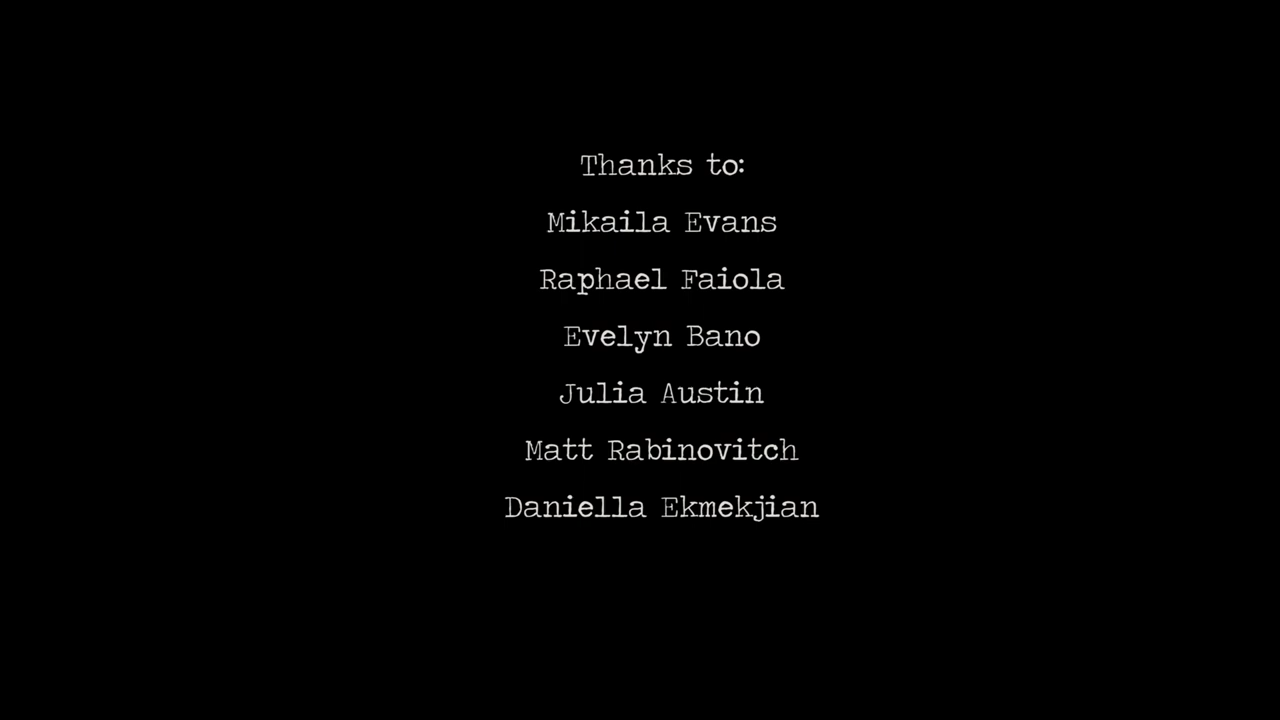 Thanks to:
Mikaila Evans
Raphael Faiola
Evelyn Bano
Julia Austin
Matt Rabinovitch
Daniella Ekmekjian